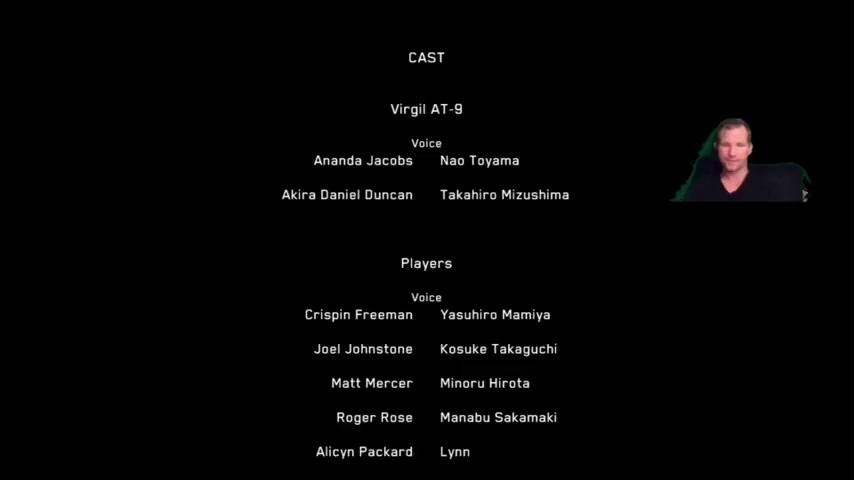 CAST
Virgil AT-9
Voice
Ananda Jacobs Nao Toyama
Akira Daniel Duncan Takahiro Mizushima
Players
Voice
Crispin Freeman Yasuhiro Mamiya
Joel Johnstone Kosuke Takaguchi
Matt Mercer Minoru Hirota
Roger Rose Manabu Sakamaki
Alicyn Packard Lynn